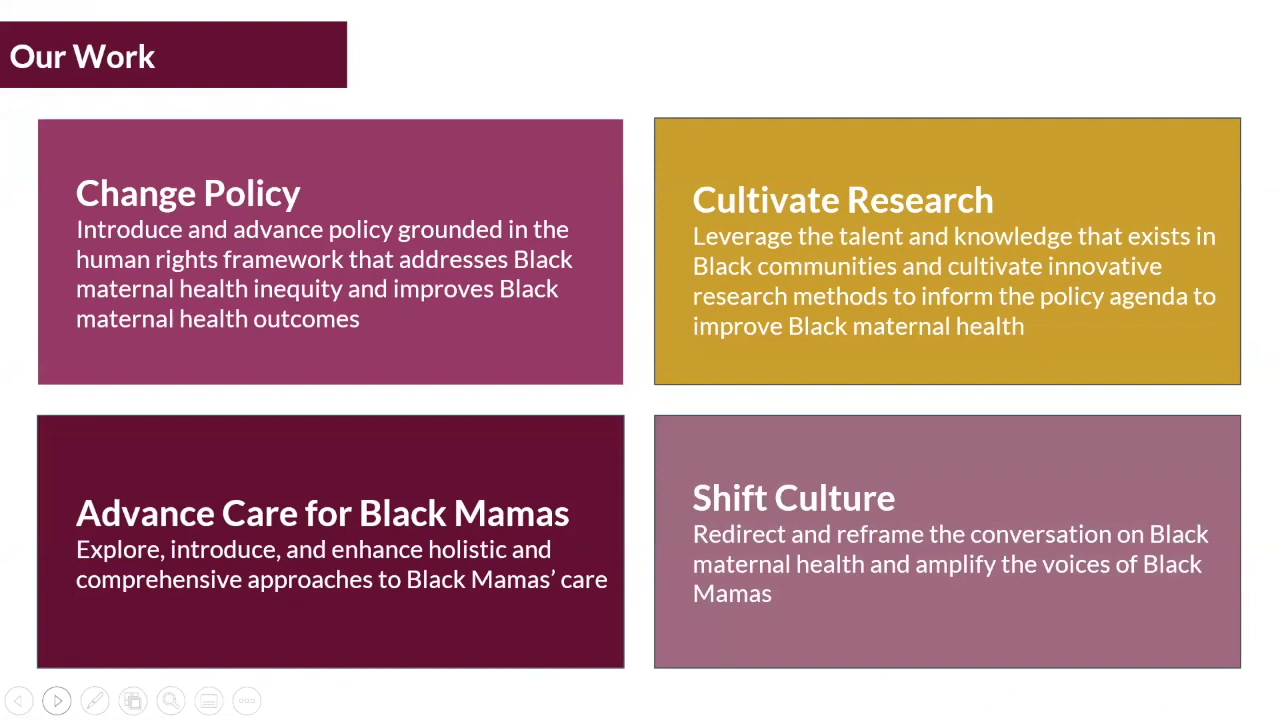 Our Work
Change Policy
Introduce and advance policy grounded in the
human rights framework that addresses Black
maternal health inequity and improves Black
maternal health outcomes
Cultivate Research
Leverage the talent and knowledge that exists in
Black communities and cultivate innovative
research methods to inform the policy agenda to
improve Black maternal health
Advance Care for Black Mamas
Explore, introduce, and enhance holistic and
comprehensive approaches to Black Mamas’ care
Shift Culture
Redirect and reframe the conversation on Black
maternal health and amplify the voices of Black
Mamas